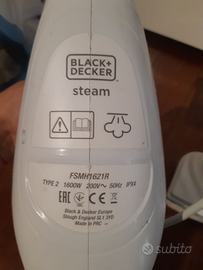 BLACK+
DECKER
steam
FSMH1621R
TYPE 2 1600W 200V~ 50Hz IPX4
Black & Decker Europe
Slough England SL1 3YD
Made in PRC
subito